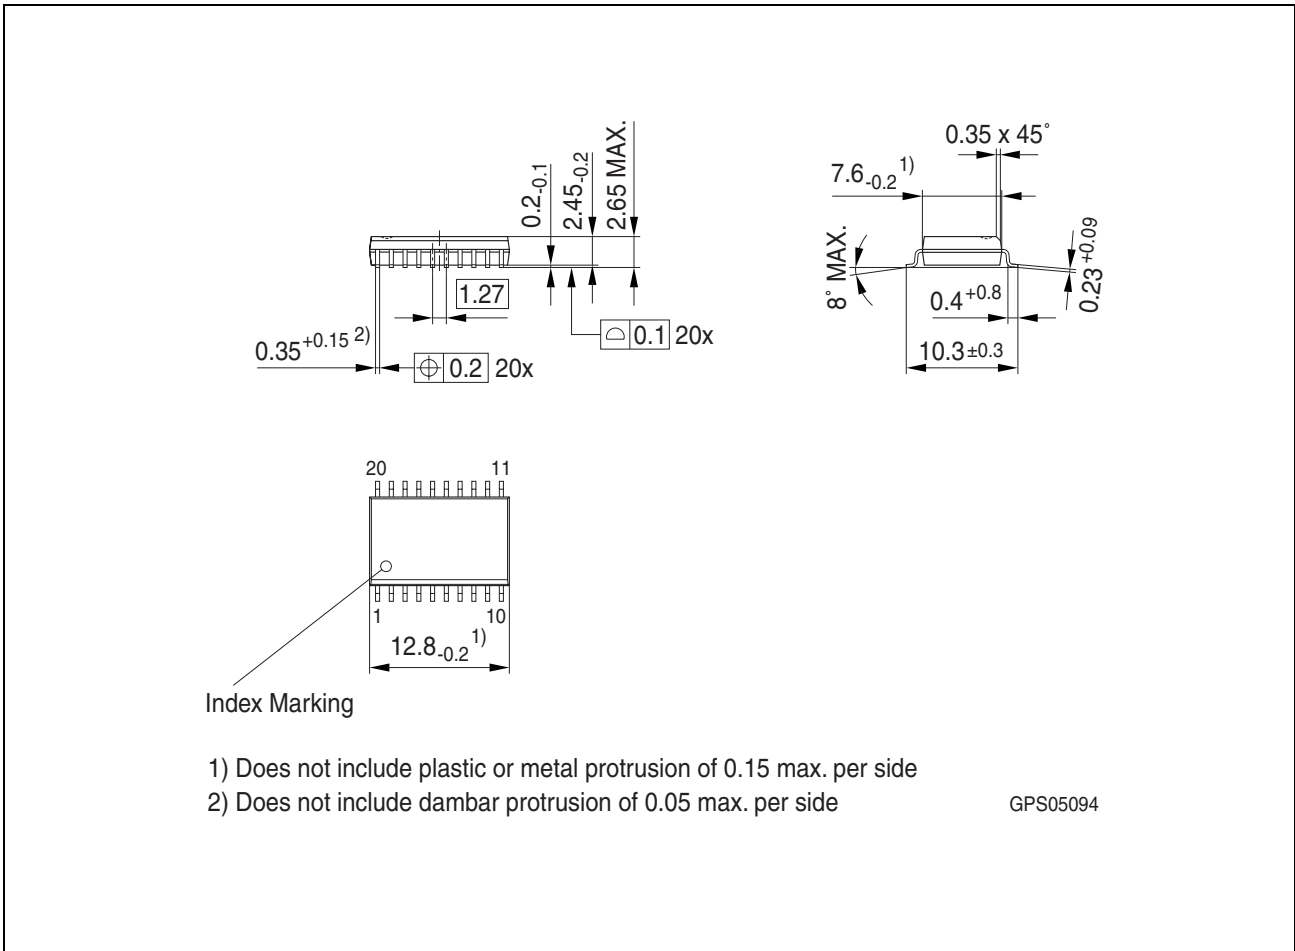 0.2 -0.1
2.45 -0.2
2.65 MAX.
1.27
0.35 +0.15 2)
0.2 20x
0.1 20x
0.35 x 45˚
7.6 -0.2 1)
8˚ MAX.
0.23 +0.09
0.4 +0.8
10.3 ±0.3
20 11
1 10
12.8 -0.2 1)
Index Marking
1) Does not include plastic or metal protrusion of 0.15 max. per side
2) Does not include dambar protrusion of 0.05 max. per side
GPS05094